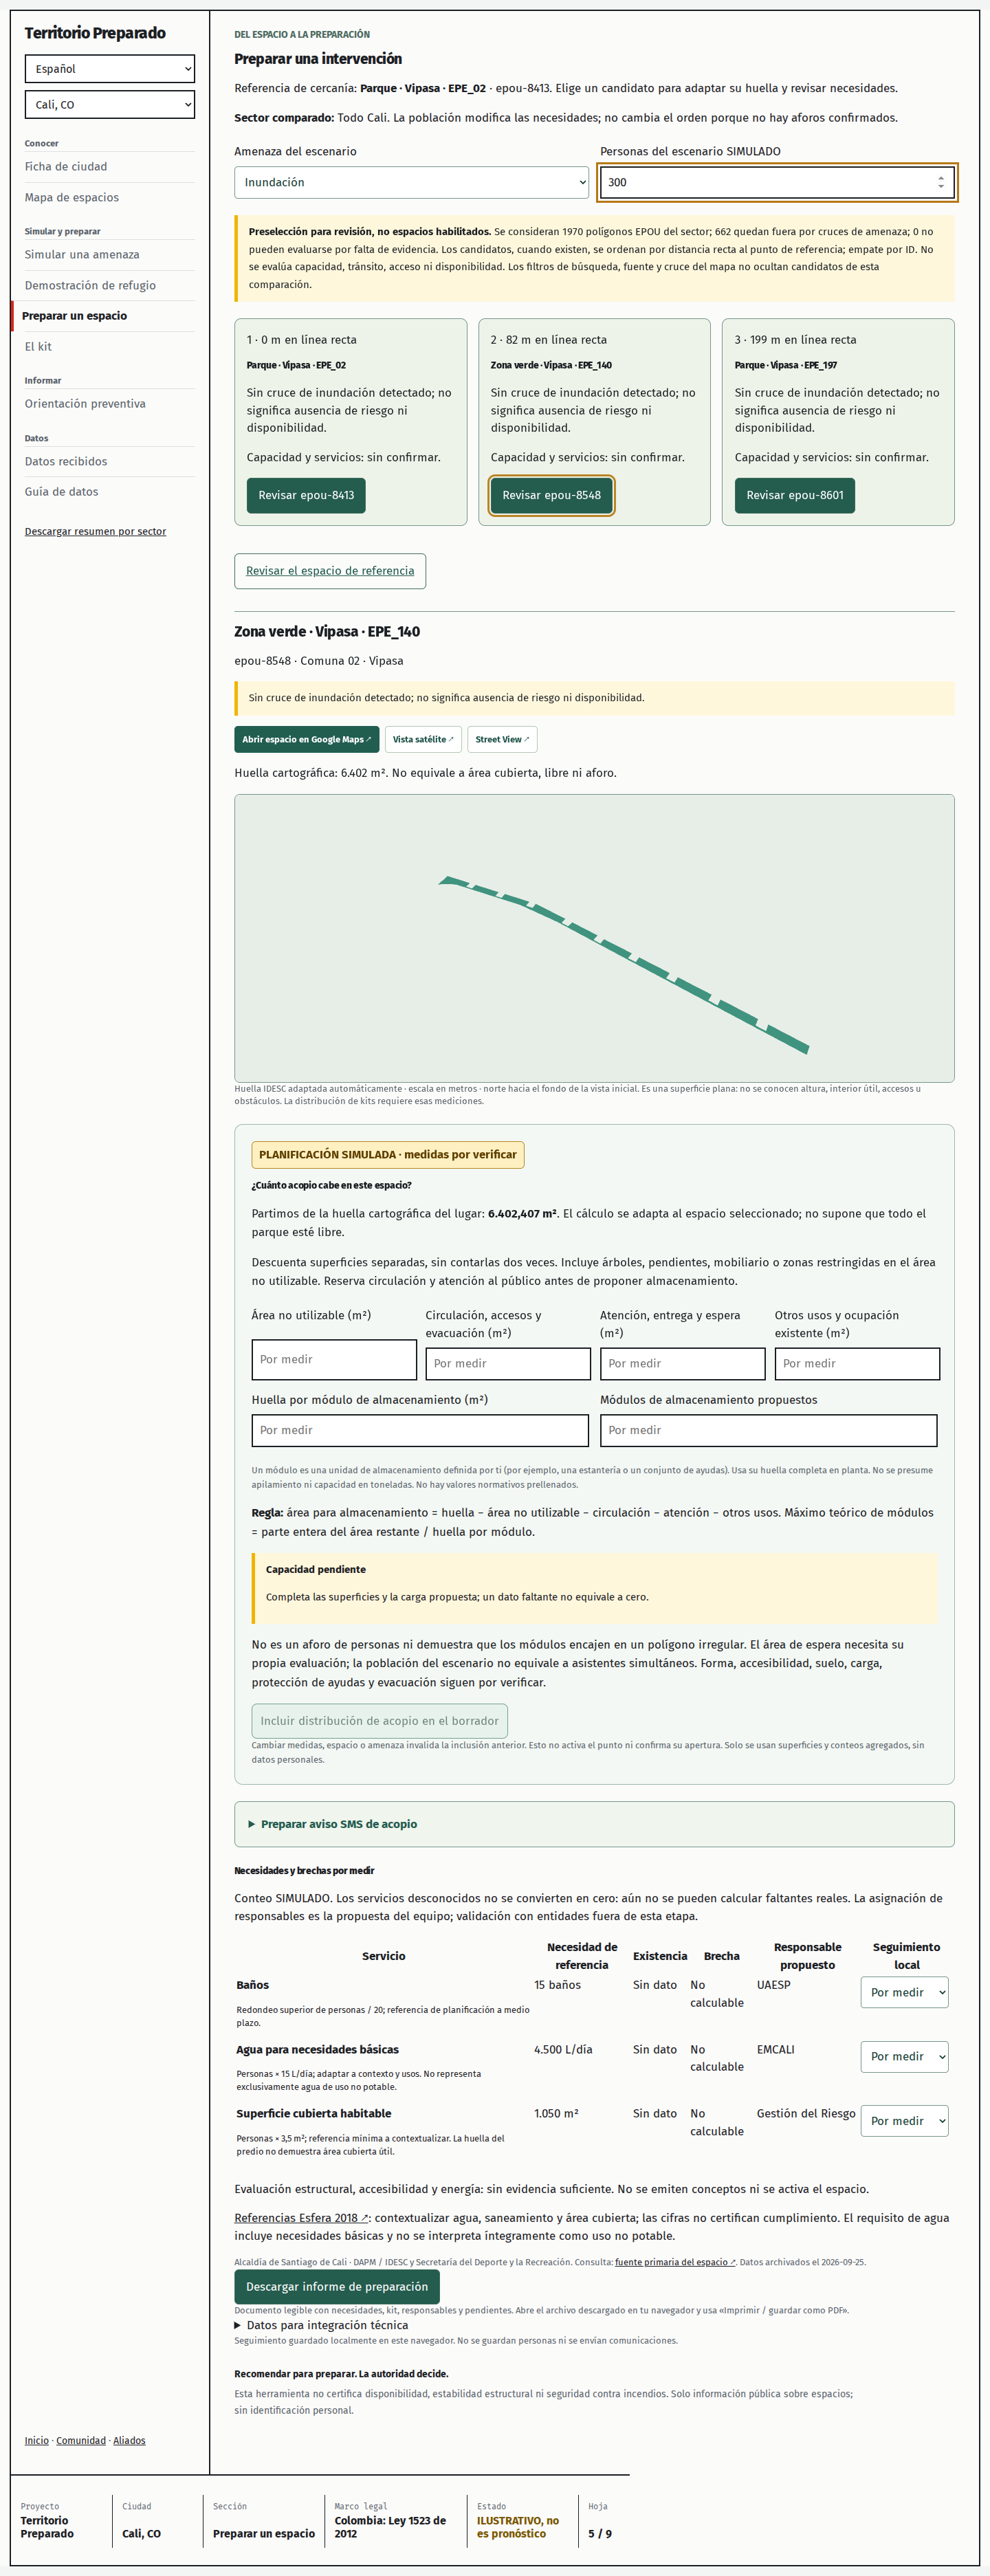 Territorio Preparado
Español
Cali, CO
Conocer
Ficha de ciudad
Mapa de espacios
Simular y preparar
Simular una amenaza
Demostración de refugio
Preparar un espacio
El kit
Informar
Orientación preventiva
Datos
Datos recibidos
Guía de datos
Descargar resumen por sector
Inicio · Comunidad · Aliados
DEL ESPACIO A LA PREPARACIÓN
Preparar una intervención
Referencia de cercanía: Parque · Vipasa · EPE_02 · epou-8413. Elige un candidato para adaptar su huella y revisar necesidades.
Sector comparado: Todo Cali. La población modifica las necesidades; no cambia el orden porque no hay aforos confirmados.
Amenaza del escenario
Inundación
Personas del escenario SIMULADO
300
Preselección para revisión, no espacios habilitados. Se consideran 1970 polígonos EPOU del sector; 662 quedan fuera por cruces de amenaza; 0 no
pueden evaluarse por falta de evidencia. Los candidatos, cuando existen, se ordenan por distancia recta al punto de referencia; empate por ID. No
se evalúa capacidad, tránsito, acceso ni disponibilidad. Los filtros de búsqueda, fuente y cruce del mapa no ocultan candidatos de esta
comparación.
1 · 0 m en línea recta
Parque · Vipasa · EPE_02
Sin cruce de inundación detectado; no
significa ausencia de riesgo ni
disponibilidad.
Capacidad y servicios: sin confirmar.
Revisar epou-8413
2 · 82 m en línea recta
Zona verde · Vipasa · EPE_140
Sin cruce de inundación detectado; no
significa ausencia de riesgo ni
disponibilidad.
Capacidad y servicios: sin confirmar.
Revisar epou-8548
3 · 199 m en línea recta
Parque · Vipasa · EPE_197
Sin cruce de inundación detectado; no
significa ausencia de riesgo ni
disponibilidad.
Capacidad y servicios: sin confirmar.
Revisar epou-8601
Revisar el espacio de referencia
Zona verde · Vipasa · EPE_140
epou-8548 · Comuna 02 · Vipasa
Sin cruce de inundación detectado; no significa ausencia de riesgo ni disponibilidad.
Abrir espacio en Google Maps ↗
Vista satélite ↗
Street View ↗
Huella cartográfica: 6.402 m². No equivale a área cubierta, libre ni aforo.
Huella IDESC adaptada automáticamente · escala en metros · norte hacia el fondo de la vista inicial. Es una superficie plana: no se conocen altura, interior útil, accesos u
obstáculos. La distribución de kits requiere esas mediciones.
PLANIFICACIÓN SIMULADA · medidas por verificar
¿Cuánto acopio cabe en este espacio?
Partimos de la huella cartográfica del lugar: 6.402,407 m². El cálculo se adapta al espacio seleccionado; no supone que todo el
parque esté libre.
Descuenta superficies separadas, sin contarlas dos veces. Incluye árboles, pendientes, mobiliario o zonas restringidas en el área
no utilizable. Reserva circulación y atención al público antes de proponer almacenamiento.
Área no utilizable (m²)
Por medir
Circulación, accesos y
evacuación (m²)
Por medir
Atención, entrega y espera
(m²)
Por medir
Otros usos y ocupación
existente (m²)
Por medir
Huella por módulo de almacenamiento (m²)
Por medir
Módulos de almacenamiento propuestos
Por medir
Un módulo es una unidad de almacenamiento definida por ti (por ejemplo, una estantería o un conjunto de ayudas). Usa su huella completa en planta. No se presume
apilamiento ni capacidad en toneladas. No hay valores normativos prellenados.
Regla: área para almacenamiento = huella − área no utilizable − circulación − atención − otros usos. Máximo teórico de módulos
= parte entera del área restante / huella por módulo.
Capacidad pendiente
Completa las superficies y la carga propuesta; un dato faltante no equivale a cero.
No es un aforo de personas ni demuestra que los módulos encajen en un polígono irregular. El área de espera necesita su
propia evaluación; la población del escenario no equivale a asistentes simultáneos. Forma, accesibilidad, suelo, carga,
protección de ayudas y evacuación siguen por verificar.
Incluir distribución de acopio en el borrador
Cambiar medidas, espacio o amenaza invalida la inclusión anterior. Esto no activa el punto ni confirma su apertura. Solo se usan superficies y conteos agregados, sin
datos personales.
▶ Preparar aviso SMS de acopio
Necesidades y brechas por medir
Conteo SIMULADO. Los servicios desconocidos no se convierten en cero: aún no se pueden calcular faltantes reales. La asignación de
responsables es la propuesta del equipo; validación con entidades fuera de esta etapa.
Servicio
Necesidad de
referencia
Existencia
Brecha
Responsable
propuesto
Seguimiento
local
Baños
Redondeo superior de personas / 20; referencia de planificación a medio
plazo.
15 baños
Sin dato
No
calculable
UAESP
Por medir
Agua para necesidades básicas
Personas × 15 L/día; adaptar a contexto y usos. No representa
exclusivamente agua de uso no potable.
4.500 L/día
Sin dato
No
calculable
EMCALI
Por medir
Superficie cubierta habitable
Personas × 3,5 m²; referencia mínima a contextualizar. La huella del
predio no demuestra área cubierta útil.
1.050 m²
Sin dato
No
calculable
Gestión del Riesgo
Por medir
Evaluación estructural, accesibilidad y energía: sin evidencia suficiente. No se emiten conceptos ni se activa el espacio.
Referencias Esfera 2018 ↗: contextualizar agua, saneamiento y área cubierta; las cifras no certifican cumplimiento. El requisito de agua
incluye necesidades básicas y no se interpreta íntegramente como uso no potable.
Alcaldía de Santiago de Cali · DAPM / IDESC y Secretaría del Deporte y la Recreación. Consulta: fuente primaria del espacio ↗. Datos archivados el 2026-09-25.
Descargar informe de preparación
Documento legible con necesidades, kit, responsables y pendientes. Abre el archivo descargado en tu navegador y usa «Imprimir / guardar como PDF».
▶ Datos para integración técnica
Seguimiento guardado localmente en este navegador. No se guardan personas ni se envían comunicaciones.
Recomendar para preparar. La autoridad decide.
Esta herramienta no certifica disponibilidad, estabilidad estructural ni seguridad contra incendios. Solo información pública sobre espacios;
sin identificación personal.
Proyecto
Territorio
Preparado
Ciudad
Cali, CO
Sección
Preparar un espacio
Marco legal
Colombia: Ley 1523 de
2012
Estado
ILUSTRATIVO, no
es pronóstico
Hoja
5 / 9